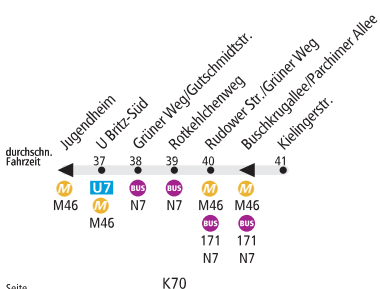 Jugendheim
U Britz-Süd
Grüner Weg/Gutschmidtstr.
Rotkehlchenweg
Rudower Str./Grüner Weg
Buschkrugallee/Parchimer Allee
Kielingerstr.
durchschn.
Fahrzeit
37 38 39 40 41
M U7 BUS BUS M M
M46 M N7 N7 M46 M46
M46 BUS BUS
171 171
N7 N7
K70
Seite